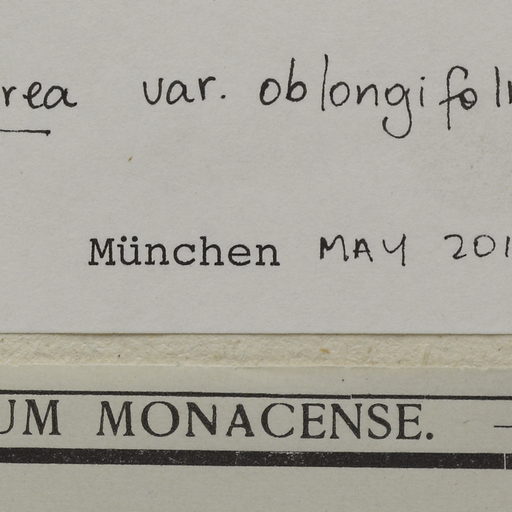 rea var. oblongifol
München MAY 201
UM MONACENSE. –